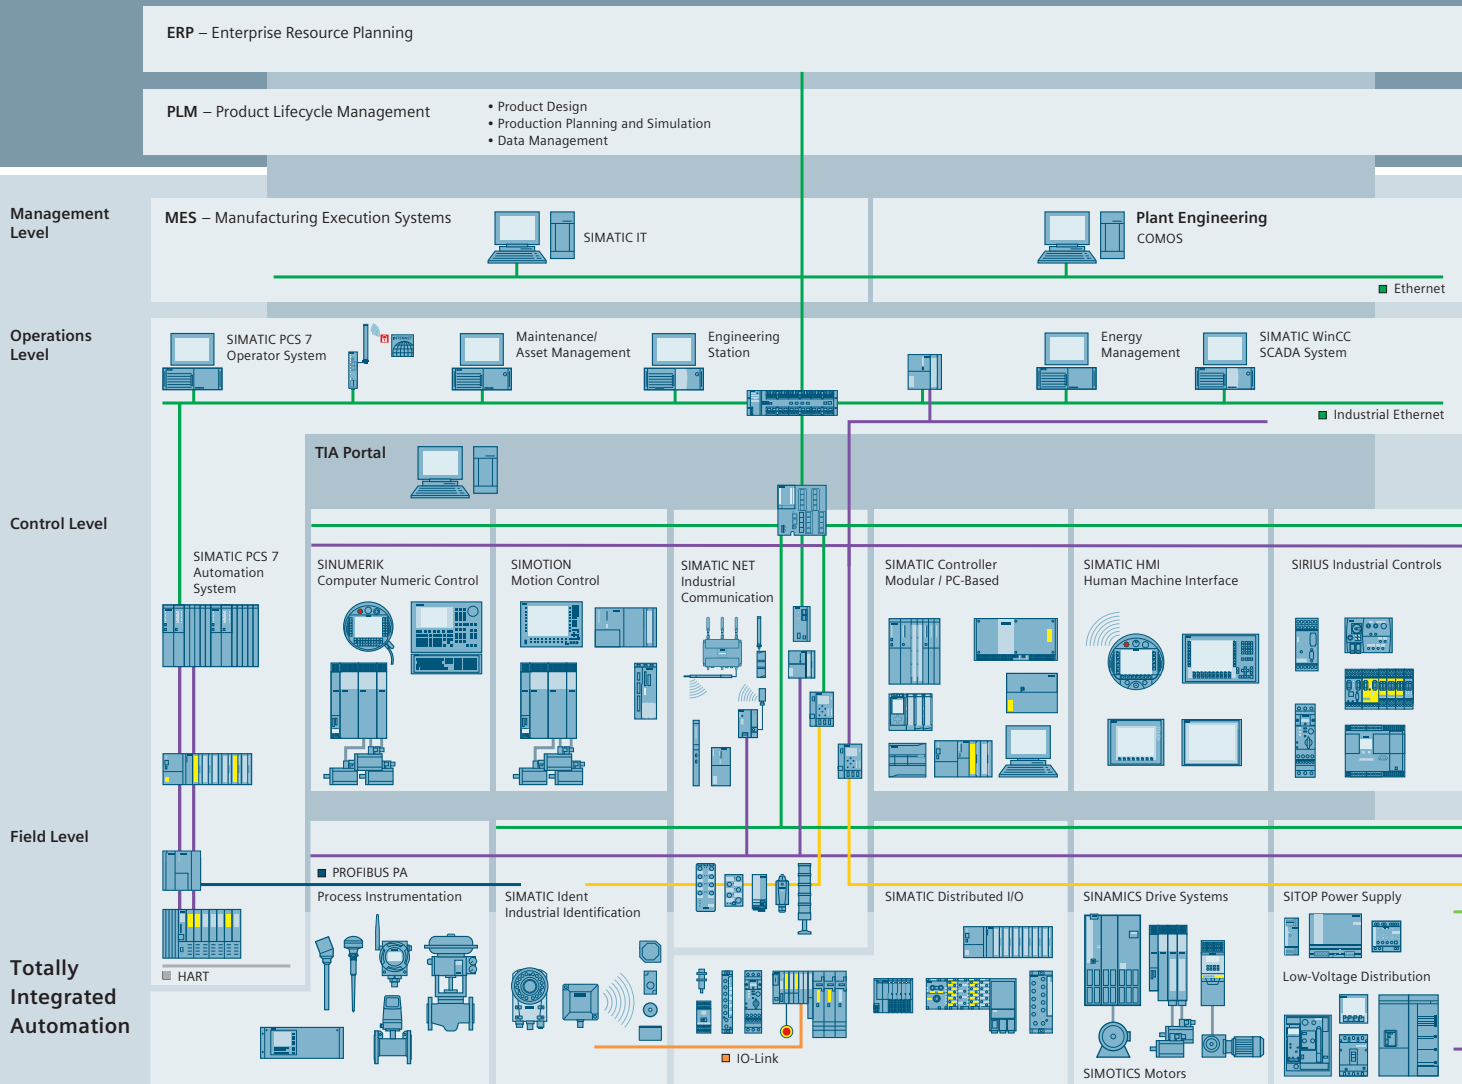 ERP – Enterprise Resource Planning
PLM – Product Lifecycle Management
• Product Design
• Production Planning and Simulation
• Data Management
Management
Level
MES – Manufacturing Execution Systems
SIMATIC IT
Plant Engineering
COMOS
Ethernet
Operations
Level
SIMATIC PCS 7
Operator System
INTERNET
Maintenance/
Asset Management
Engineering
Station
Energy
Management
SIMATIC WinCC
SCADA System
Industrial Ethernet
TIA Portal
Control Level
SIMATIC PCS 7
Automation
System
SINUMERIK
Computer Numeric Control
SIMOTION
Motion Control
SIMATIC NET
Industrial
Communication
SIMATIC Controller
Modular / PC-Based
SIMATIC HMI
Human Machine Interface
SIRIUS Industrial Controls
Field Level
PROFIBUS PA
Process Instrumentation
SIMATIC Ident
Industrial Identification
SIMATIC Distributed I/O
SINAMICS Drive Systems
SITOP Power Supply
Totally
Integrated
Automation
HART
Low-Voltage Distribution
IO-Link
SIMOTICS Motors